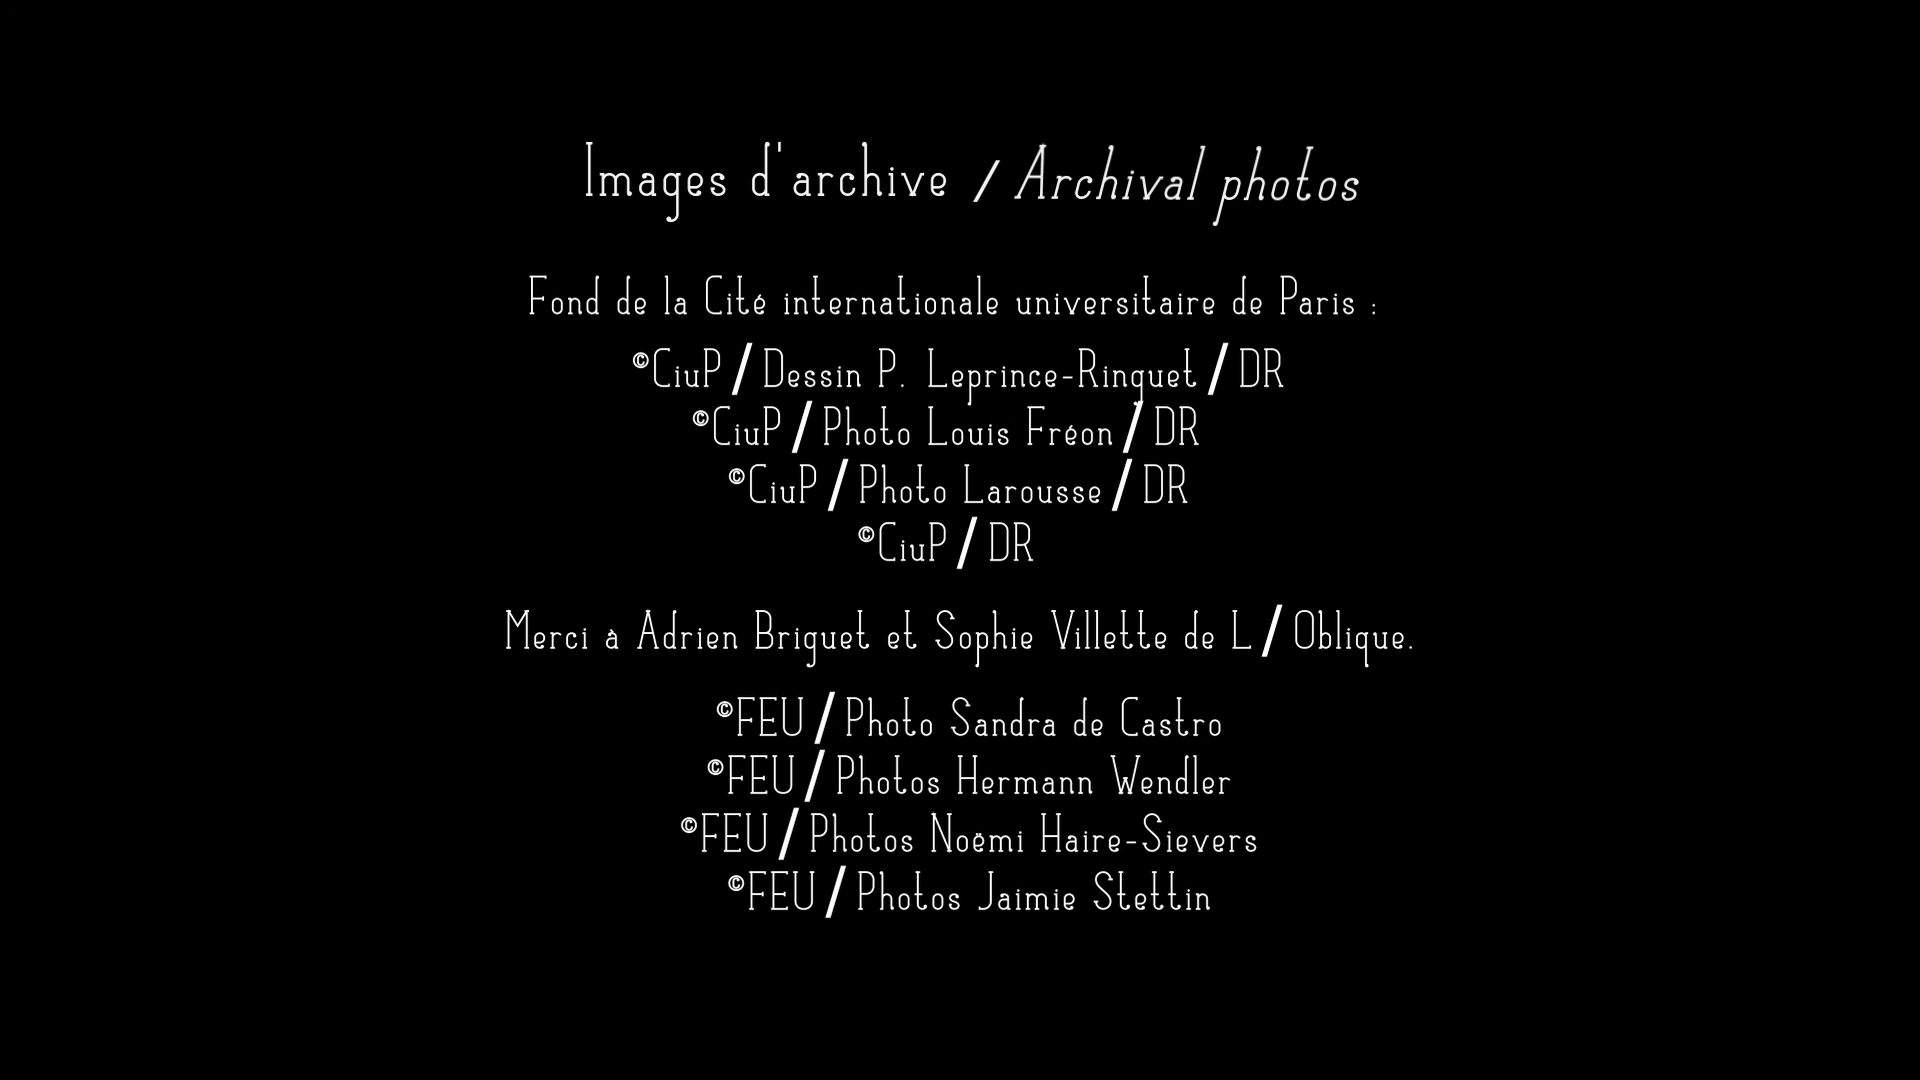 Images d'archive / Archival photos
Fond de la Cité internationale universitaire de Paris :
©CiuP / Dessin P. Leprince-Ringuet / DR
©CiuP / Photo Louis Fréon / DR
©CiuP / Photo Larousse / DR
©CiuP / DR
Merci à Adrien Briguet et Sophie Villette de L / Oblique.
©FEU / Photo Sandra de Castro
©FEU / Photos Hermann Wendler
©FEU / Photos Noëmi Haire-Sievers
©FEU / Photos Jaimie Stettin